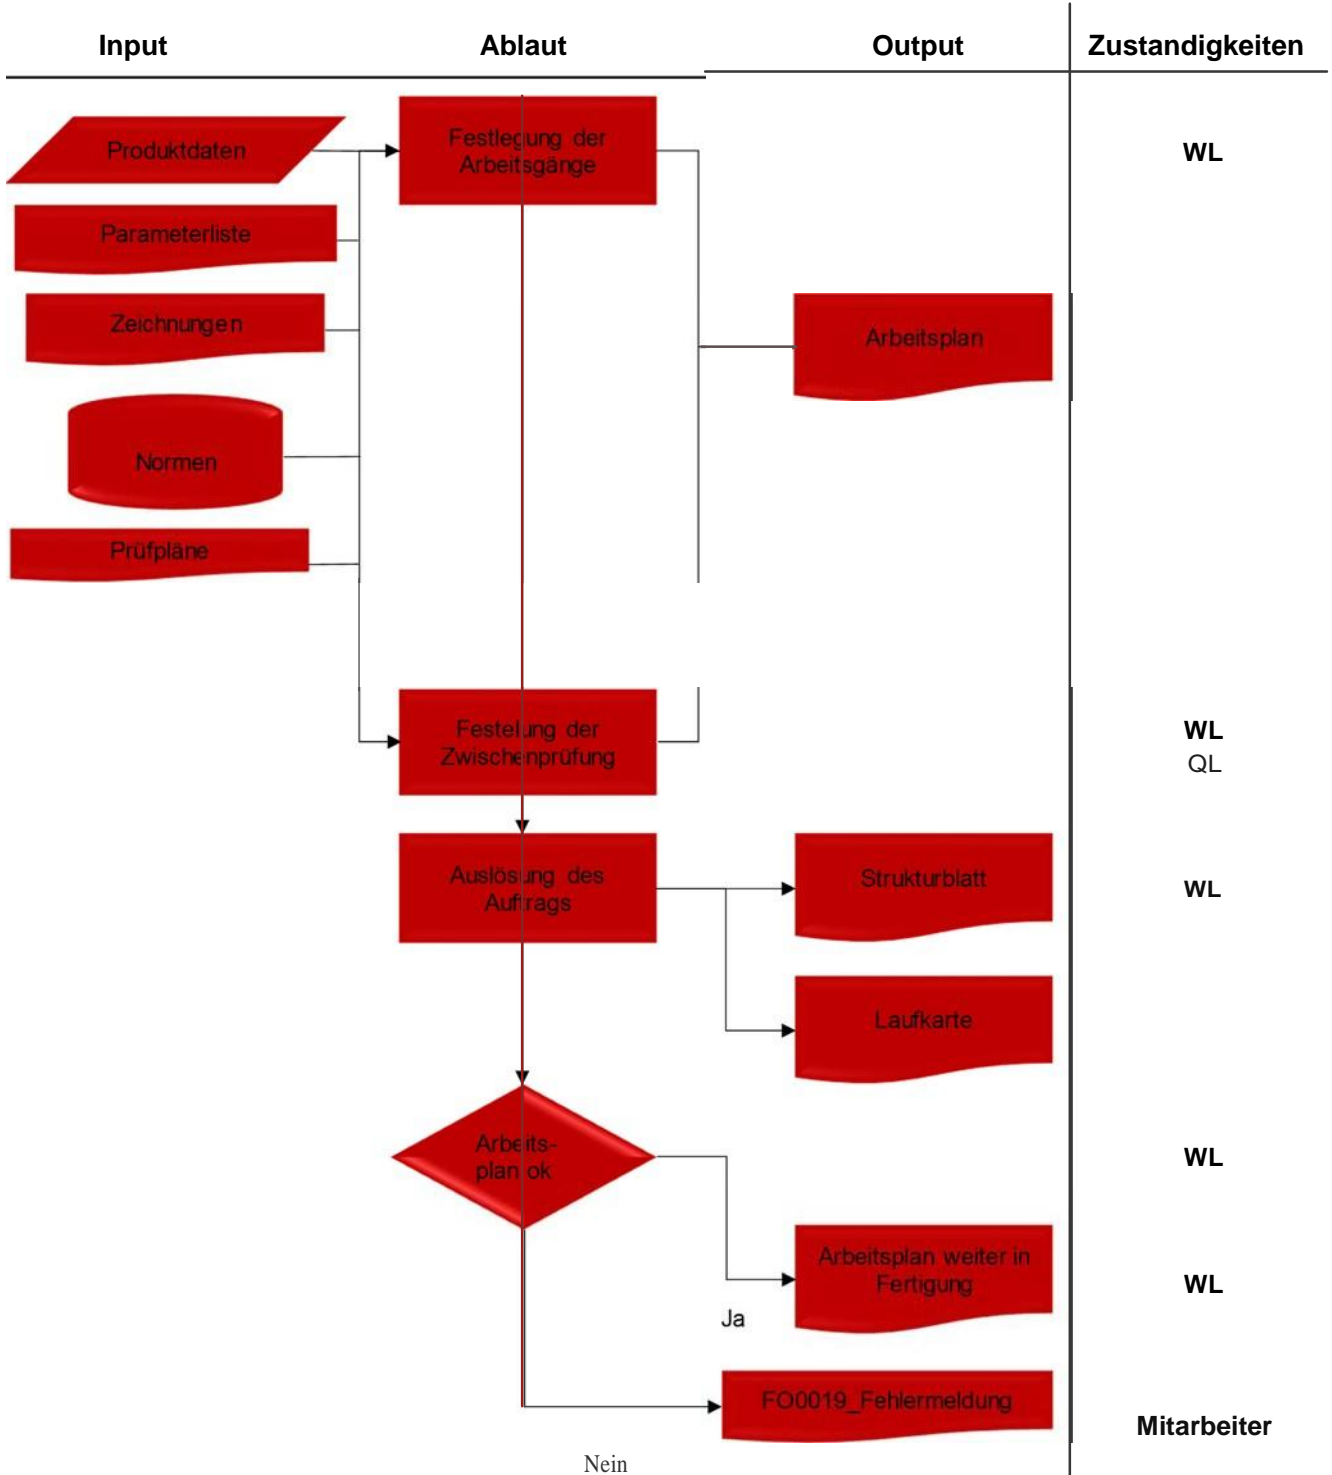 Input
Ablaut
Output
Zustandigkeiten
Produktdaten
Festlegung der
Arbeitsgänge
WL
Parameterliste
Zeichnungen
Arbeitsplan
Normen
Prüfpläne
Festelung der
Zwischenprüfung
WL
QL
Auslösung des
Auftrags
Strukturblatt
WL
Laufkarte
Arbeits-
plan ok
WL
Arbeitsplan weiter in
Fertigung
WL
Ja
FO0019_Fehlermeldung
Mitarbeiter
Nein